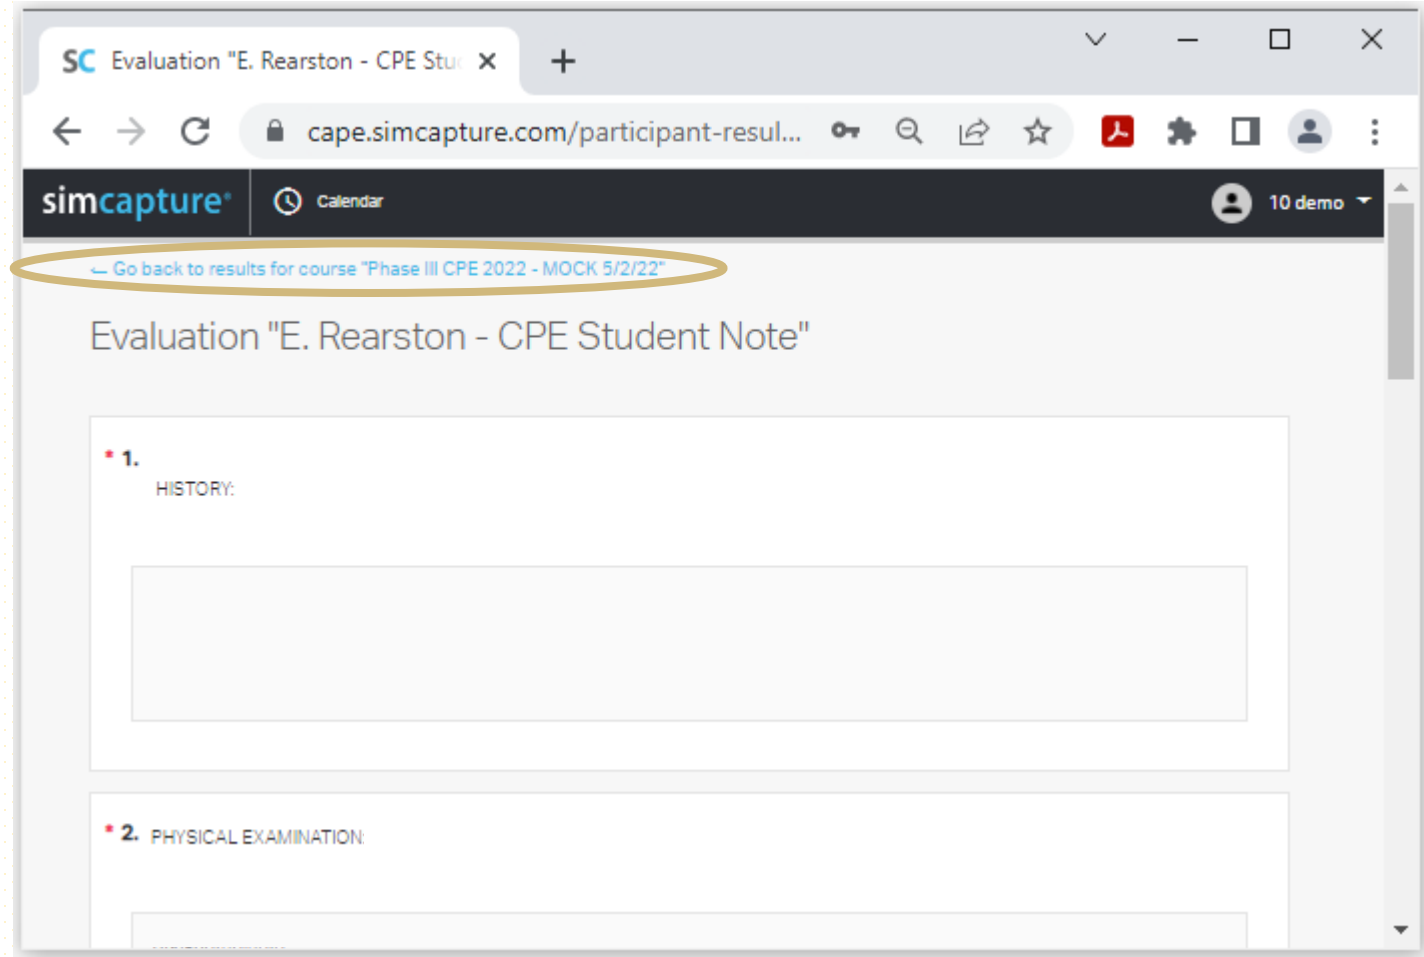 SC Evaluation "E. Rearston - CPE Stu
cape.simcapture.com/participant-resul...
simcapture Calendar 10 demo
Go back to results for course "Phase III CPE 2022 - MOCK 5/2/22"
Evaluation "E. Rearston - CPE Student Note"
* 1.
HISTORY:
* 2. PHYSICAL EXAMINATION: